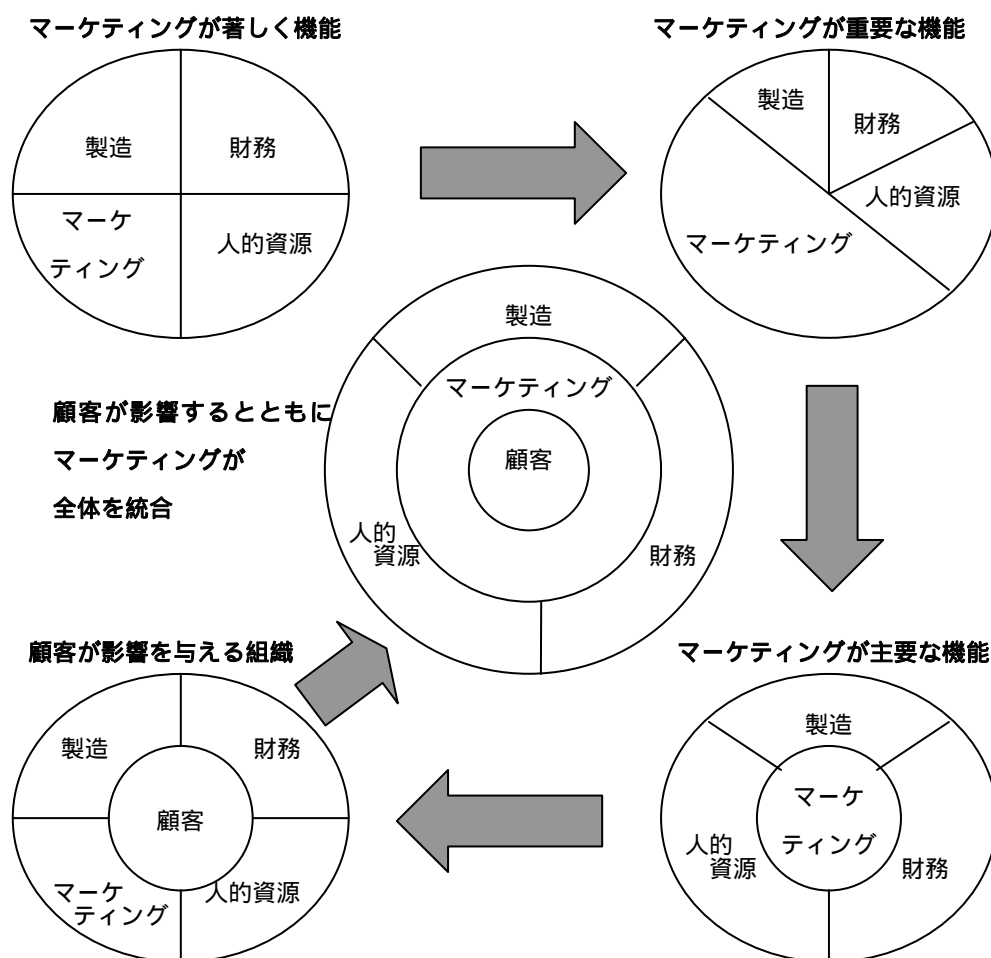 マーケティングが著しく機能
製造
財務
マーケ
ティング
人的資源
マーケティングが重要な機能
製造
財務
人的資源
マーケティング
製造
マーケティング
顧客
人的
資源
財務
顧客が影響するとともに
マーケティングが
全体を統合
顧客が影響を与える組織
製造
財務
顧客
マーケ
ティング
人的資源
マーケティングが主要な機能
製造
マーケ
ティング
人的
資源
財務